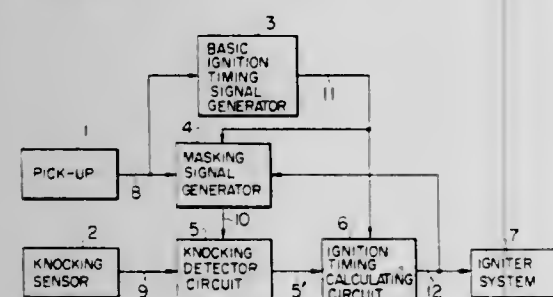 3
BASIC
IGNITION
TIMING
SIGNAL
GENERATOR
11
1
PICK-UP
8
4
MASKING
SIGNAL
GENERATOR
10
2
KNOCKING
SENSOR
9
5
KNOCKING
DETECTOR
CIRCUIT
5'
6
IGNITION
TIMING
CALCULATING
CIRCUIT
12
7
IGNITER
SYSTEM